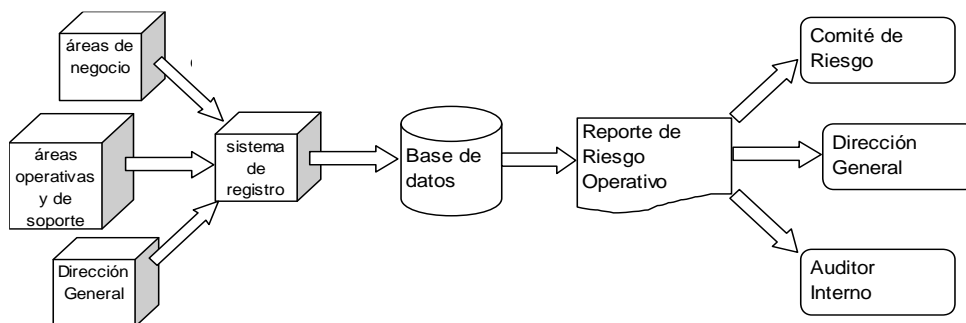 áreas de
negocio
áreas
operativas
y de
soporte
Dirección
General
sistema
de
registro
Base de
datos
Reporte de
Riesgo
Operativo
Comité de
Riesgo
Dirección
General
Auditor
Interno